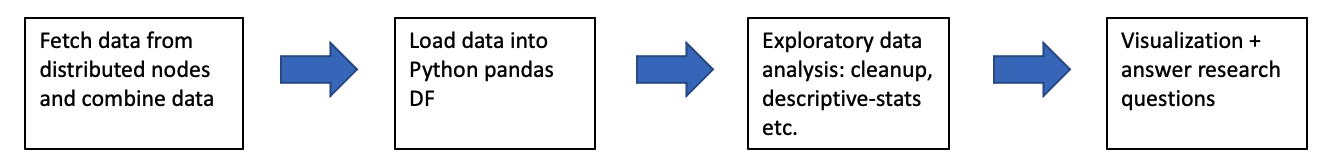 Fetch data from
distributed nodes
and combine data
Load data into
Python pandas
DF
Exploratory data
analysis: cleanup,
descriptive-stats
etc.
Visualization +
answer research
questions